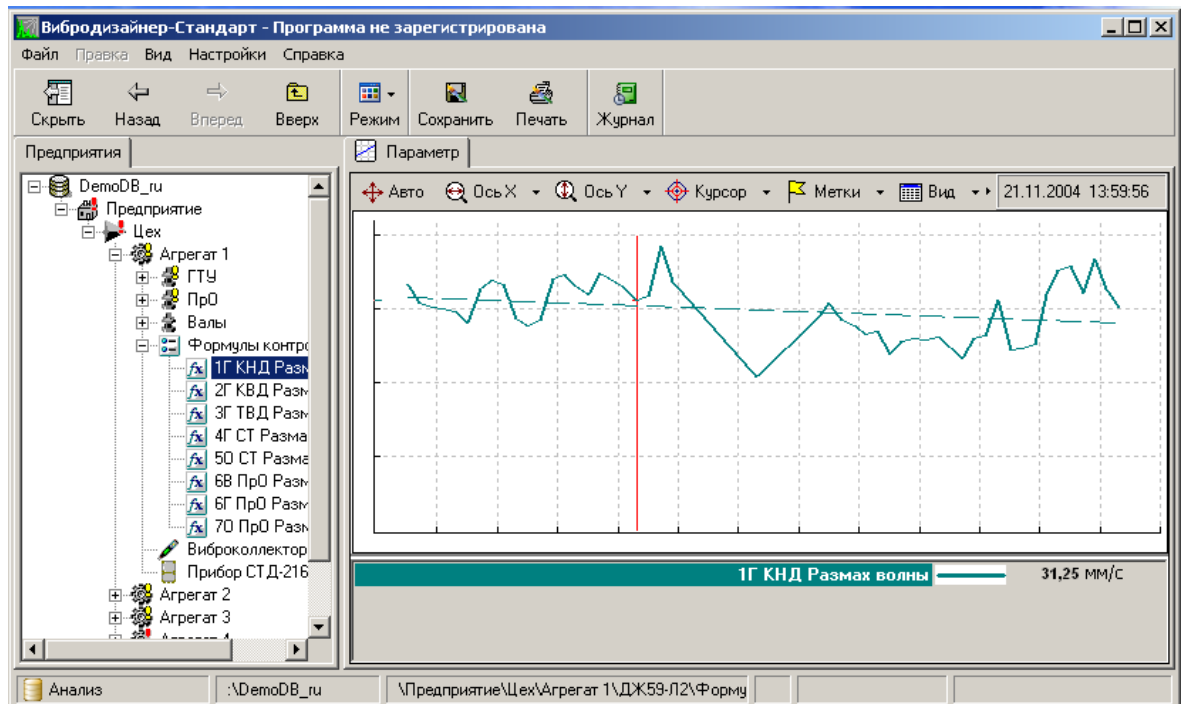 Вибродизайнер-Стандарт - Программа не зарегистрирована
Файл Правка Вид Настройки Справка
Скрыть Назад Вперед Вверх Режим Сохранить Печать Журнал
Предприятия
Параметр
DemoDB_ru
Предприятие
Цех
Агрегат 1
ГТУ
ПрО
Валы
Формулы контро
1Г КНД Разм
2Г КВД Разм
3Г ТВД Разм
4Г СТ Разма
5О СТ Разма
6В ПрО Разм
6Г ПрО Разм
7О ПрО Разм
Виброколлектор
Прибор СТД-216
Агрегат 2
Агрегат 3
Агрегат 4
Авто Ось X Ось Y Курсор Метки Вид 21.11.2004 13:59:56
1Г КНД Размах волны 31,25 мм/с
Анализ :\DemoDB_ru \Предприятие\Цех\Агрегат 1\ДЖ59-Л2\Форму